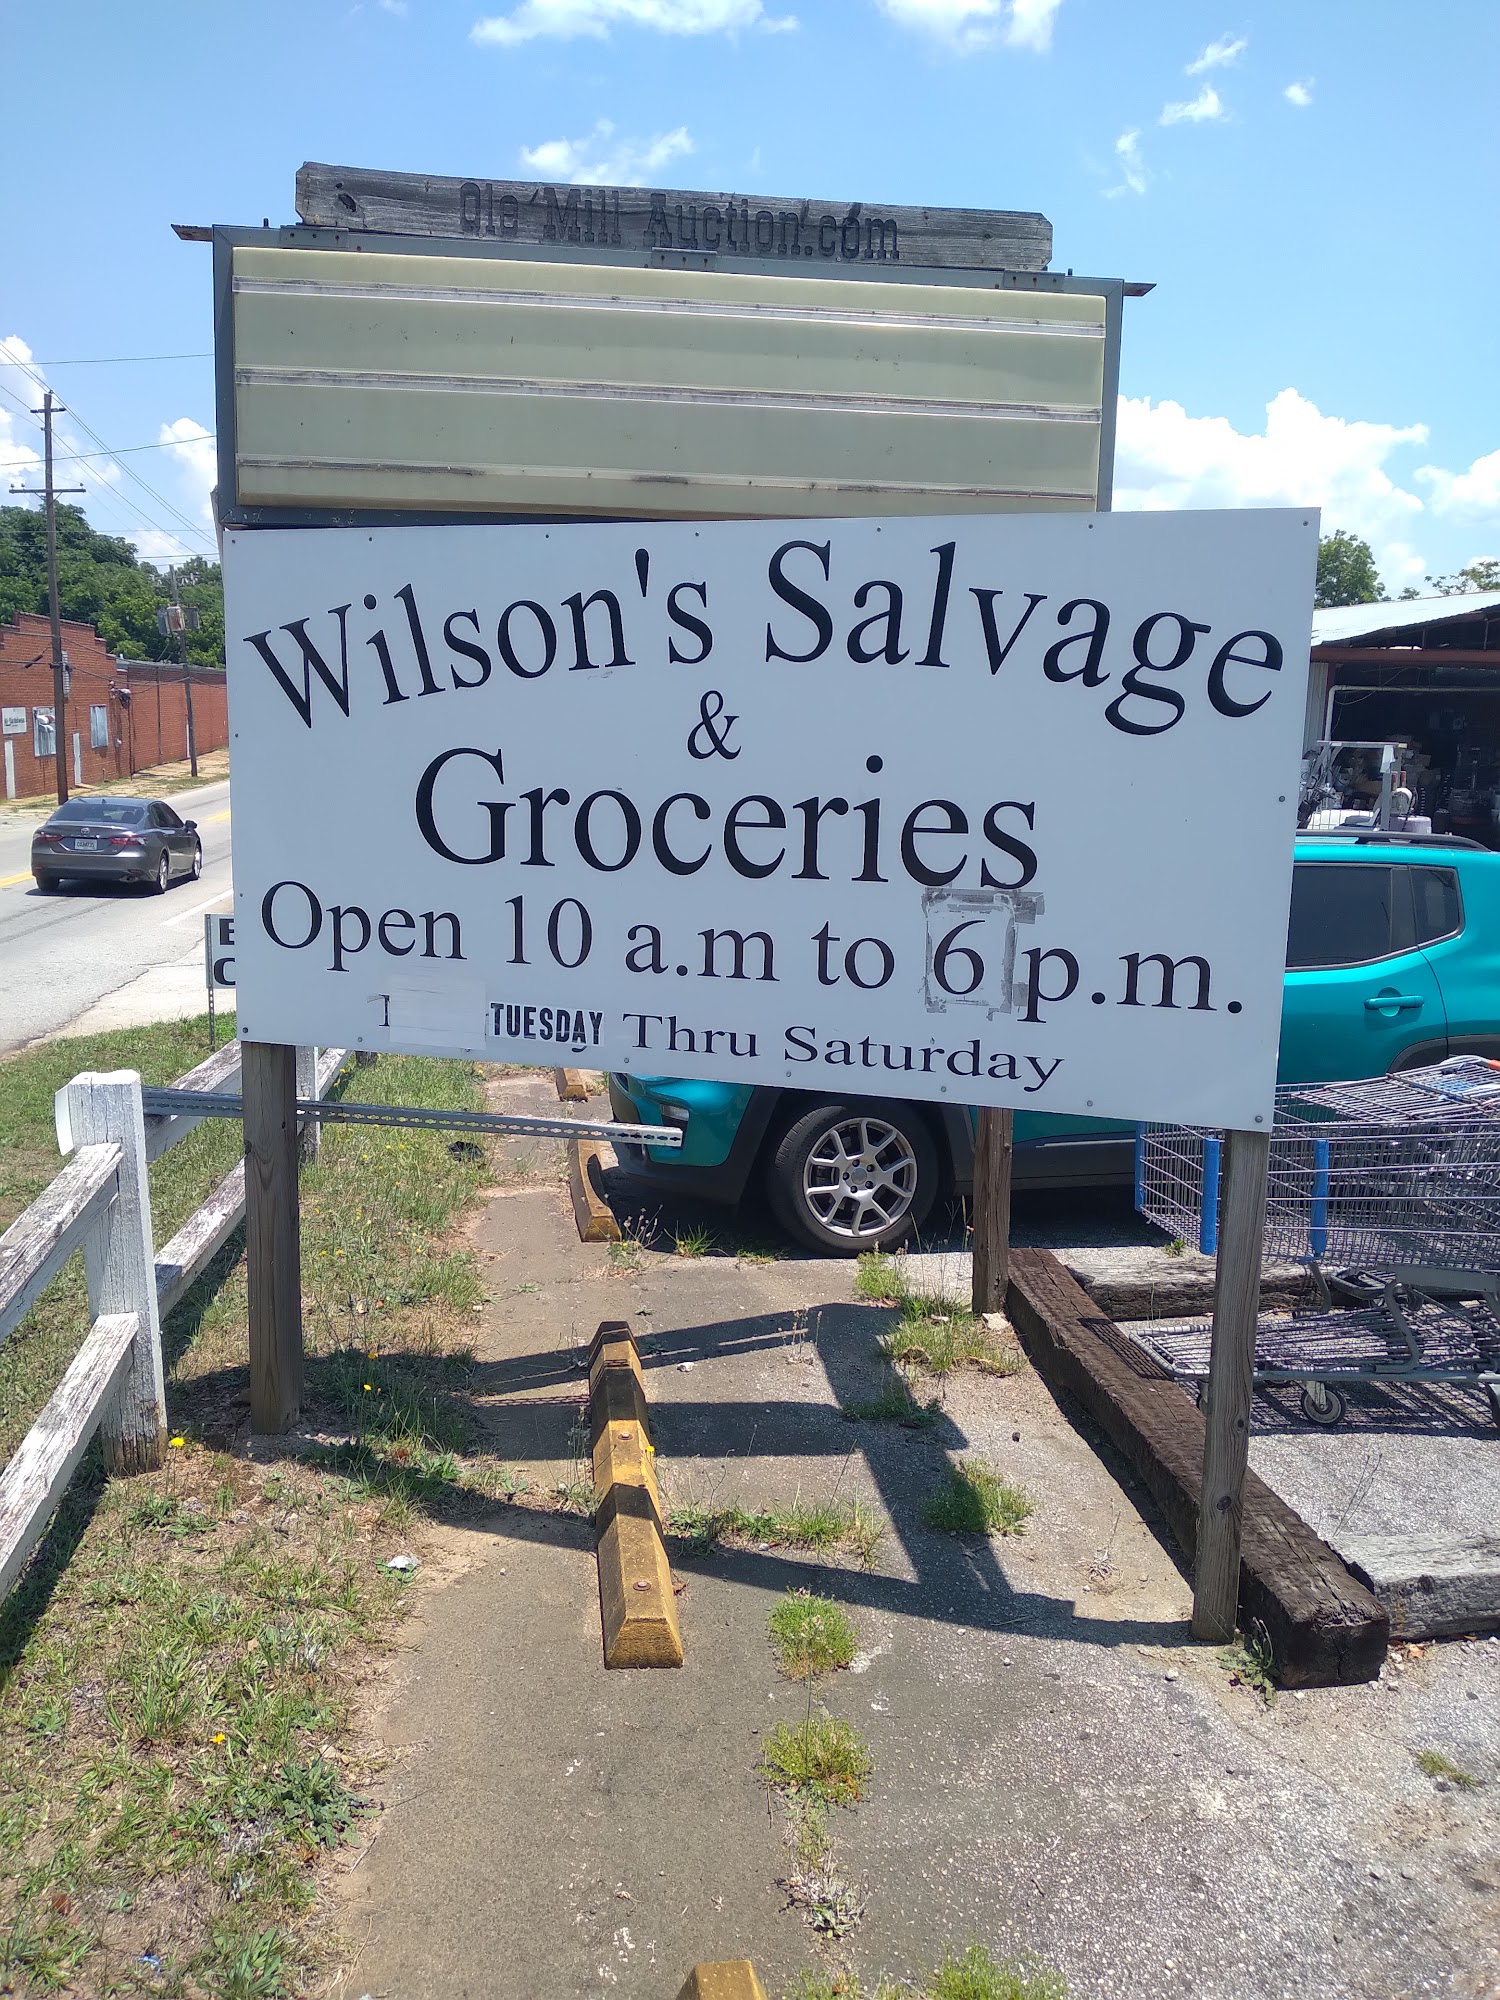 Ole Mill Auction.com
Wilson's Salvage
&
Groceries
Open 10 a.m to 6 p.m.
TUESDAY Thru Saturday